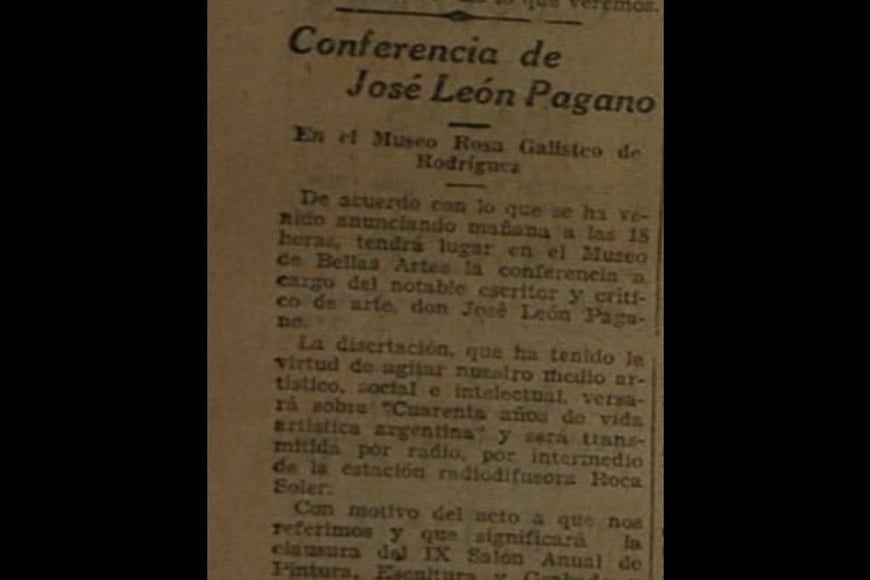 lo que veremos.
Conferencia de
José León Pagano
En el Museo Rosa Galisteo de
Rodríguez
De acuerdo con lo que se ha ve-
nido anunciando mañana a las 18
horas, tendrá lugar en el Museo
de Bellas Artes la conferencia a
cargo del notable escritor y críti-
co de arte, don José León Paga-
no.
La disertación, que ha tenido la
virtud de agitar nuestro medio ar-
tístico, social e intelectual, versa-
rá sobre "Cuarenta años de vida
artística argentina" y será trans-
mitida por radio, por intermedio
de la estación radiodifusora Roca
Soler.
Con motivo del acto a que nos
referimos y que significará la
clausura del IX Salón Anual de
Pintura, Escultura y